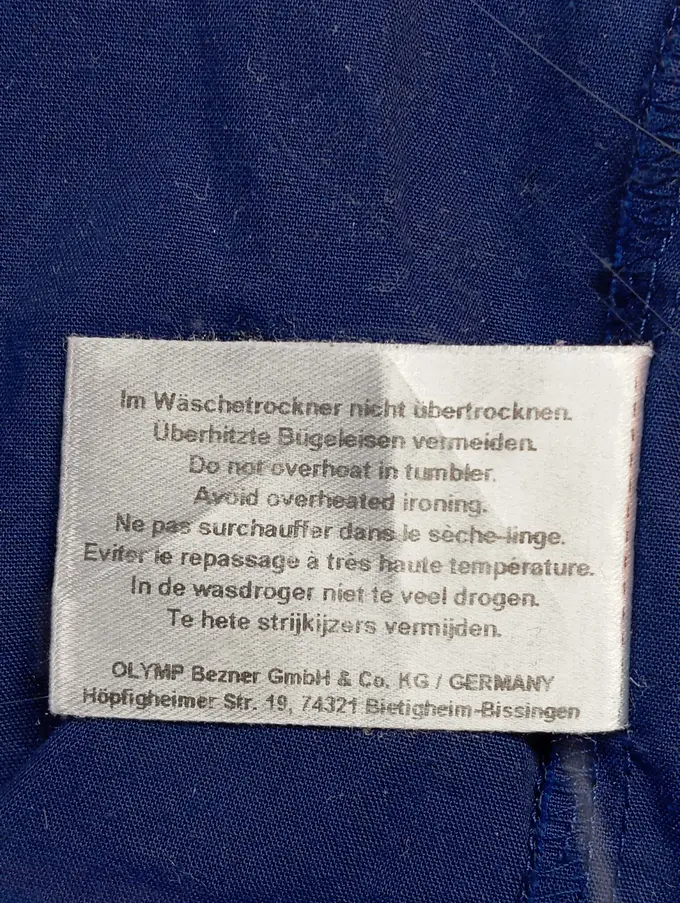 Im Wäschetrockner nicht übertrocknen.
Überhitzte Bügeleisen vermeiden.
Do not overheat in tumbler.
Avoid overheated ironing.
Ne pas surchauffer dans le sèche-linge.
Eviter le repassage à très haute température.
In de wasdroger niet te veel drogen.
Te hete strijkijzers vermijden.
OLYMP Bezner GmbH & Co. KG / GERMANY
Höpfigheimer Str. 19, 74321 Bietigheim-Bissingen